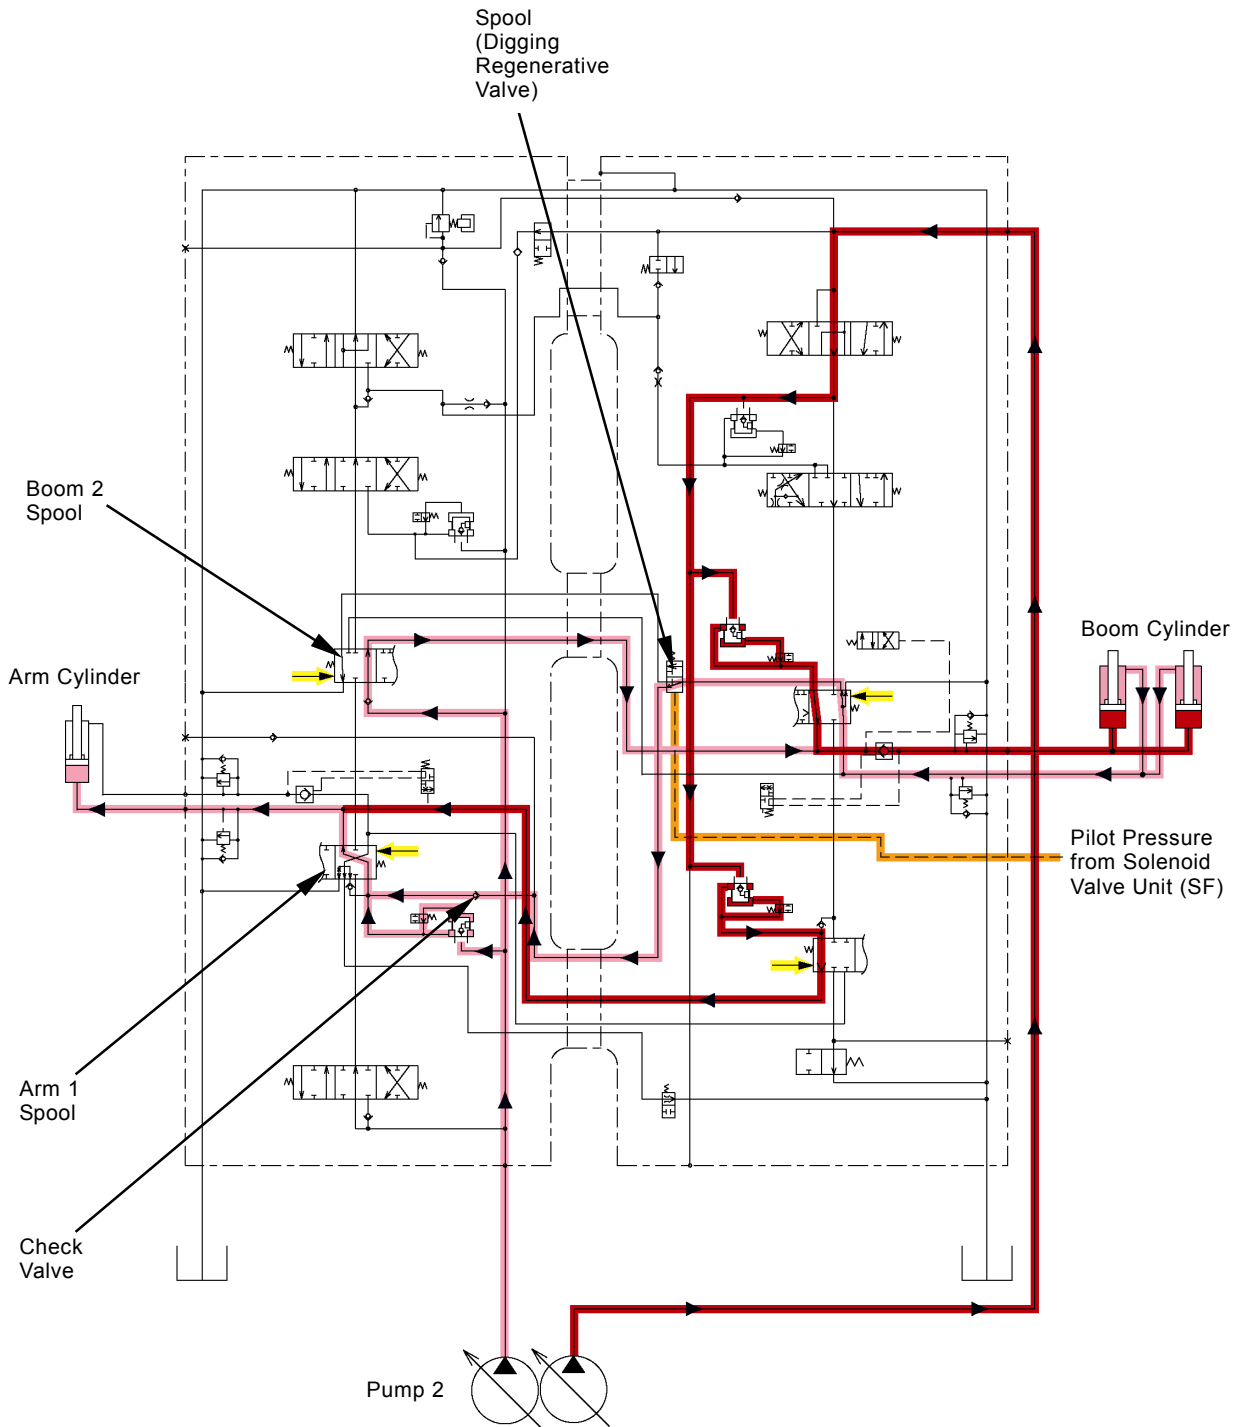 Spool
(Digging
Regenerative
Valve)
Boom 2
Spool
Arm Cylinder
Boom Cylinder
Pilot Pressure
from Solenoid
Valve Unit (SF)
Arm 1
Spool
Check
Valve
Pump 2